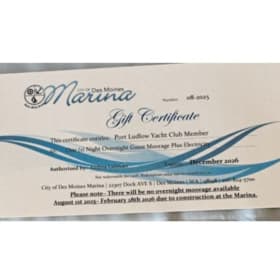 CITY OF DES MOINES
Marina
Number: 08-2025
Gift Certificate
This certificate entitles: Port Ludlow Yacht Club Member
Night Overnight Guest Moorage Plus Electricity
Authorized by:
December 2026
City of Des Moines Marina | 22307 Dock AVE S | Des Moines | WA | 98198
Please note- There will be no overnight moorage available
August 1st 2025- February 28th 2026 due to construction at the Marina.